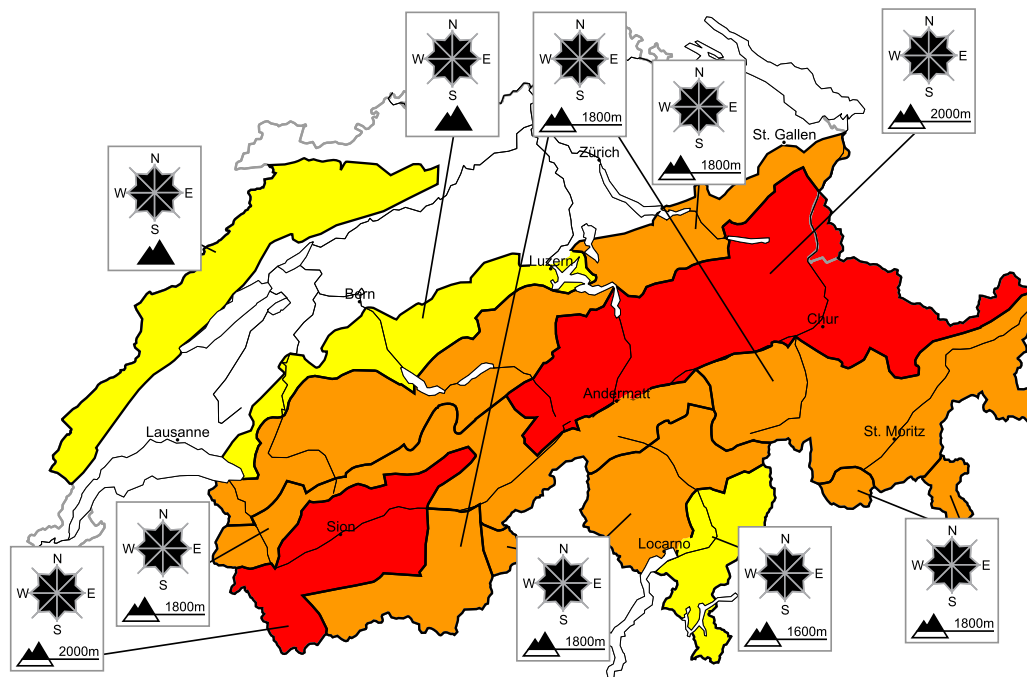 N
W E
S
N
W E
S
1800m
N
W E
S
2000m
N
W E
S
1800m
St. Gallen
Zürich
N
W E
S
Luzern
Bern
Chur
Andermatt
Lausanne
St. Moritz
N
W E
S
1800m
Sion
Locarno
N
W E
S
2000m
N
W E
S
1800m
N
W E
S
1600m
N
W E
S
1800m